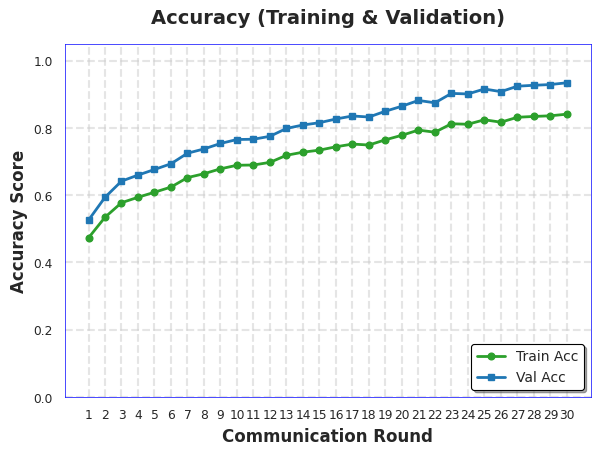 Accuracy (Training & Validation)
1.0
0.8
0.6
0.4
0.2
0.0
Accuracy Score
Train Acc
Val Acc
1 2 3 4 5 6 7 8 9 10 11 12 13 14 15 16 17 18 19 20 21 22 23 24 25 26 27 28 29 30
Communication Round